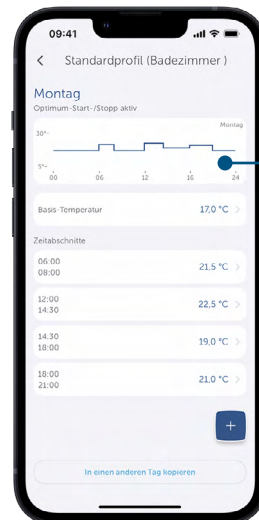 09:41
Standardprofil (Badezimmer )
Montag
Optimum-Start-/Stopp aktiv
Montag
30°-
5°-
00 06 12 16 24
Basis-Temperatur 17,0 °C
Zeitabschnitte
06:00
08:00
21,5 °C
12:00
14:30
22,5 °C
14:30
18:00
19,0 °C
18:00
21:00
21,0 °C
+
In einen anderen Tag kopieren